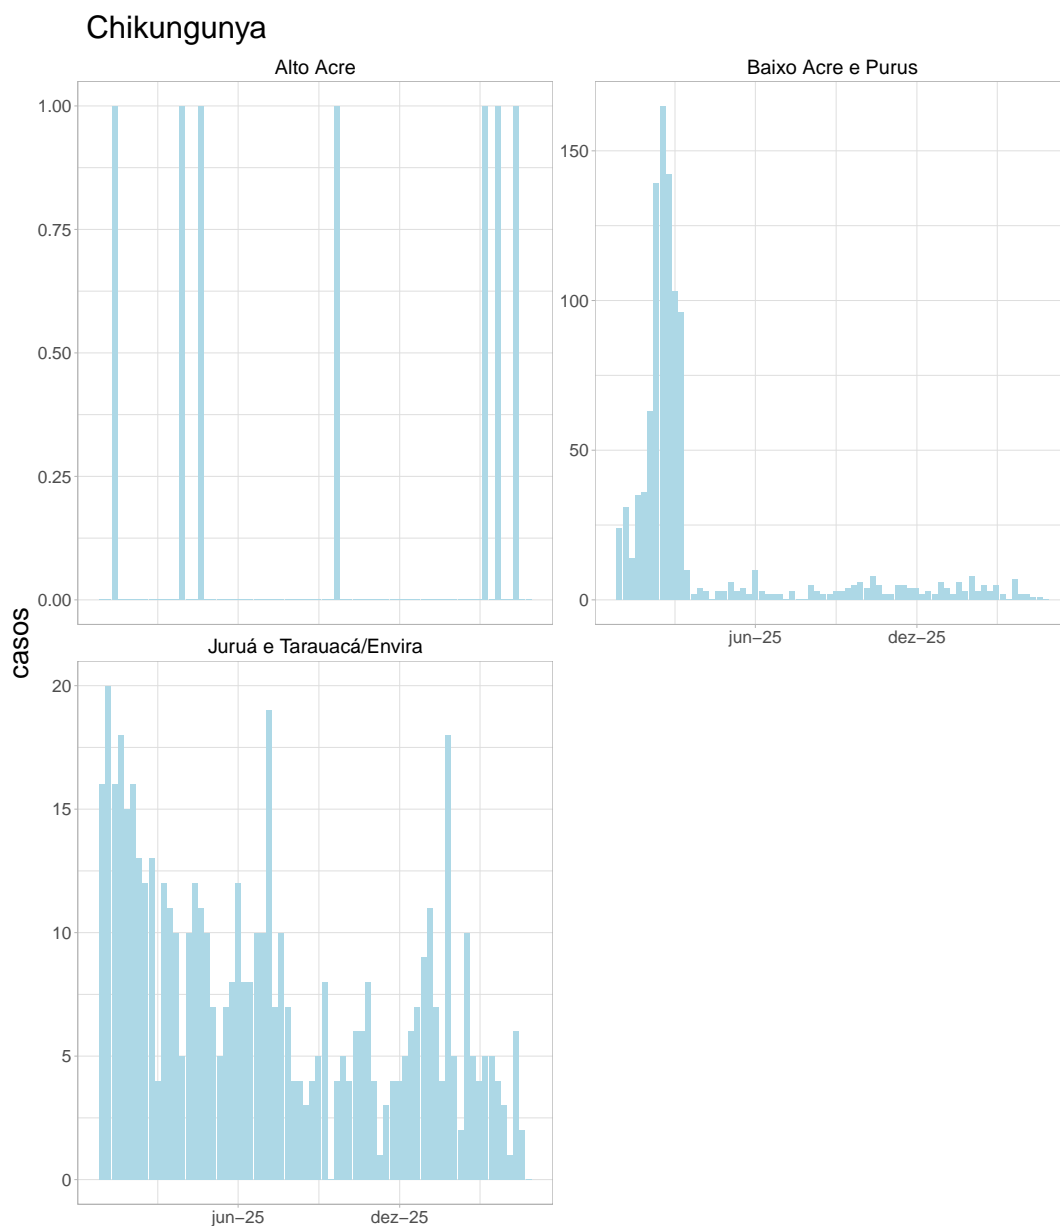 Chikungunya
Alto Acre
Baixo Acre e Purus
1.00
0.75
0.50
0.25
0.00
150
100
50
0
jun−25
dez−25
casos
Juruá e Tarauacá/Envira
20
15
10
5
0
jun−25
dez−25